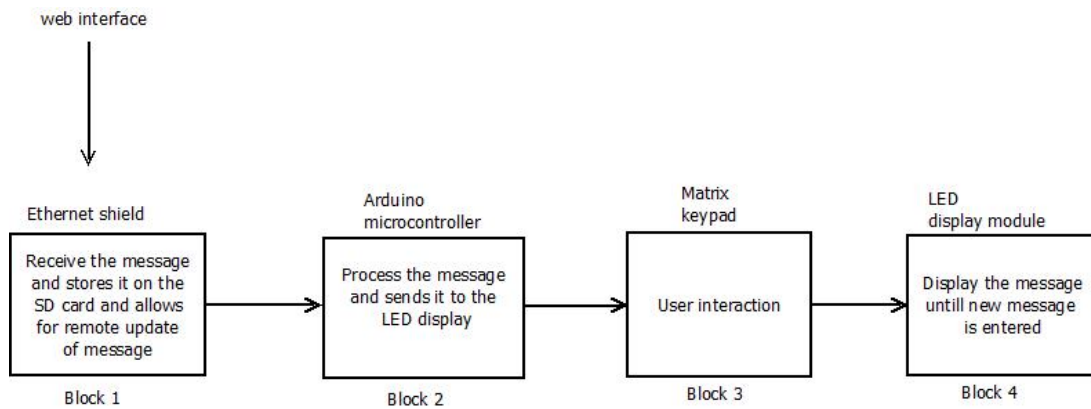 web interface
Ethernet shield
Receive the message
and stores it on the
SD card and allows
for remote update
of message
Block 1
Arduino
microcontroller
Process the message
and sends it to the
LED display
Block 2
Matrix
keypad
User interaction
Block 3
LED
display module
Display the message
untill new message
is entered
Block 4